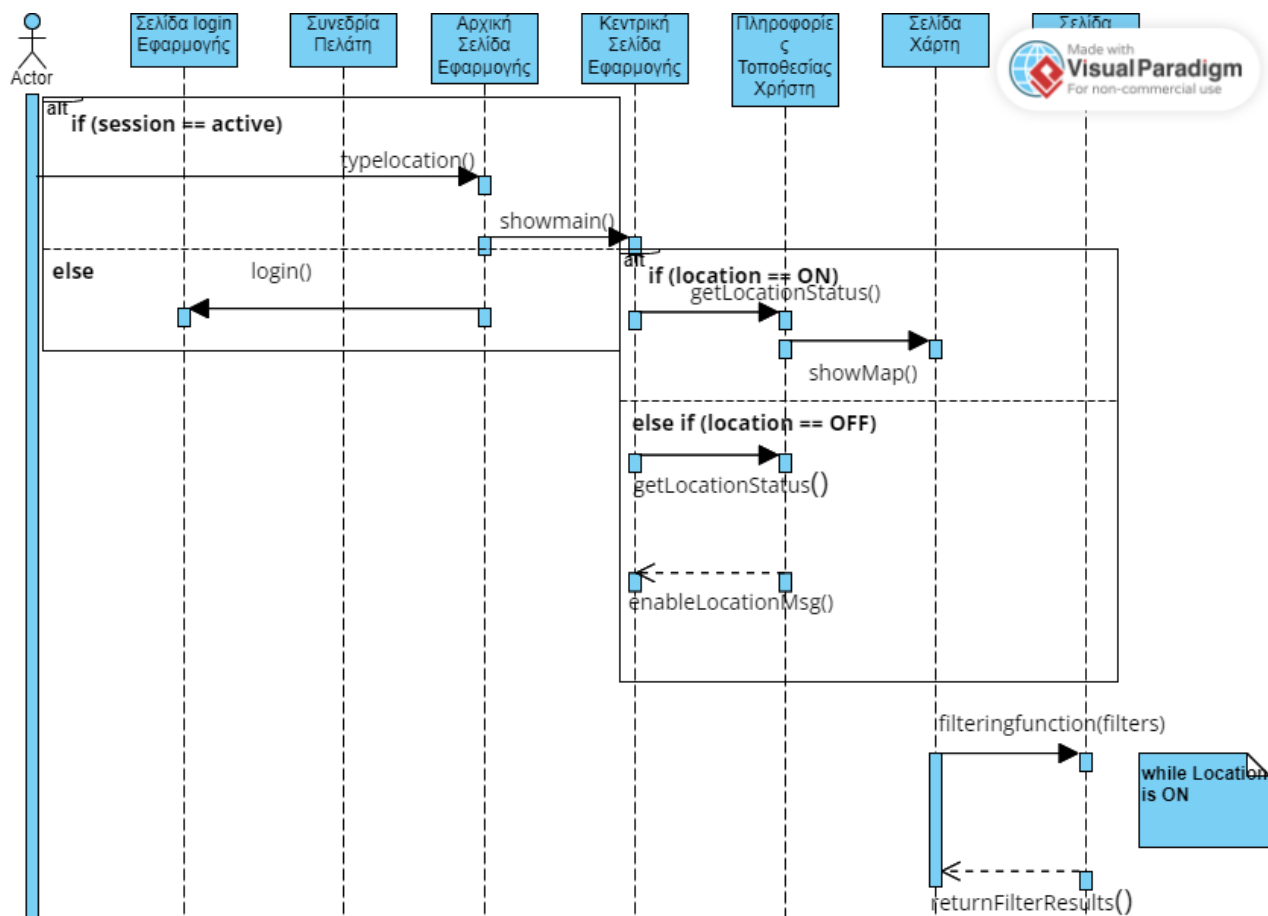 Actor
Σελίδα login
Εφαρμογής
Συνεδρία
Πελάτη
Αρχική
Σελίδα
Εφαρμογής
Κεντρική
Σελίδα
Εφαρμογής
Πληροφορίε
ς
Τοποθεσίας
Χρήστη
Σελίδα
Χάρτη
Σελίδα
Made with
Visual Paradigm
For non-commercial use
alt
if (session == active)
typelocation()
showmain()
else
login()
alt
if (location == ON)
getLocationStatus()
showMap()
else if (location == OFF)
getLocationStatus()
enableLocationMsg()
filteringfunction(filters)
while Location
is ON
returnFilterResults()